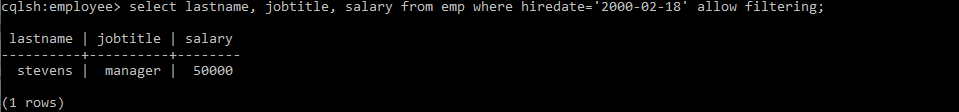 cqlsh:employee> select lastname, jobtitle, salary from emp where hiredate='2000-02-18' allow filtering;
lastname | jobtitle | salary
----------+----------+--------
stevens | manager | 50000
(1 rows)